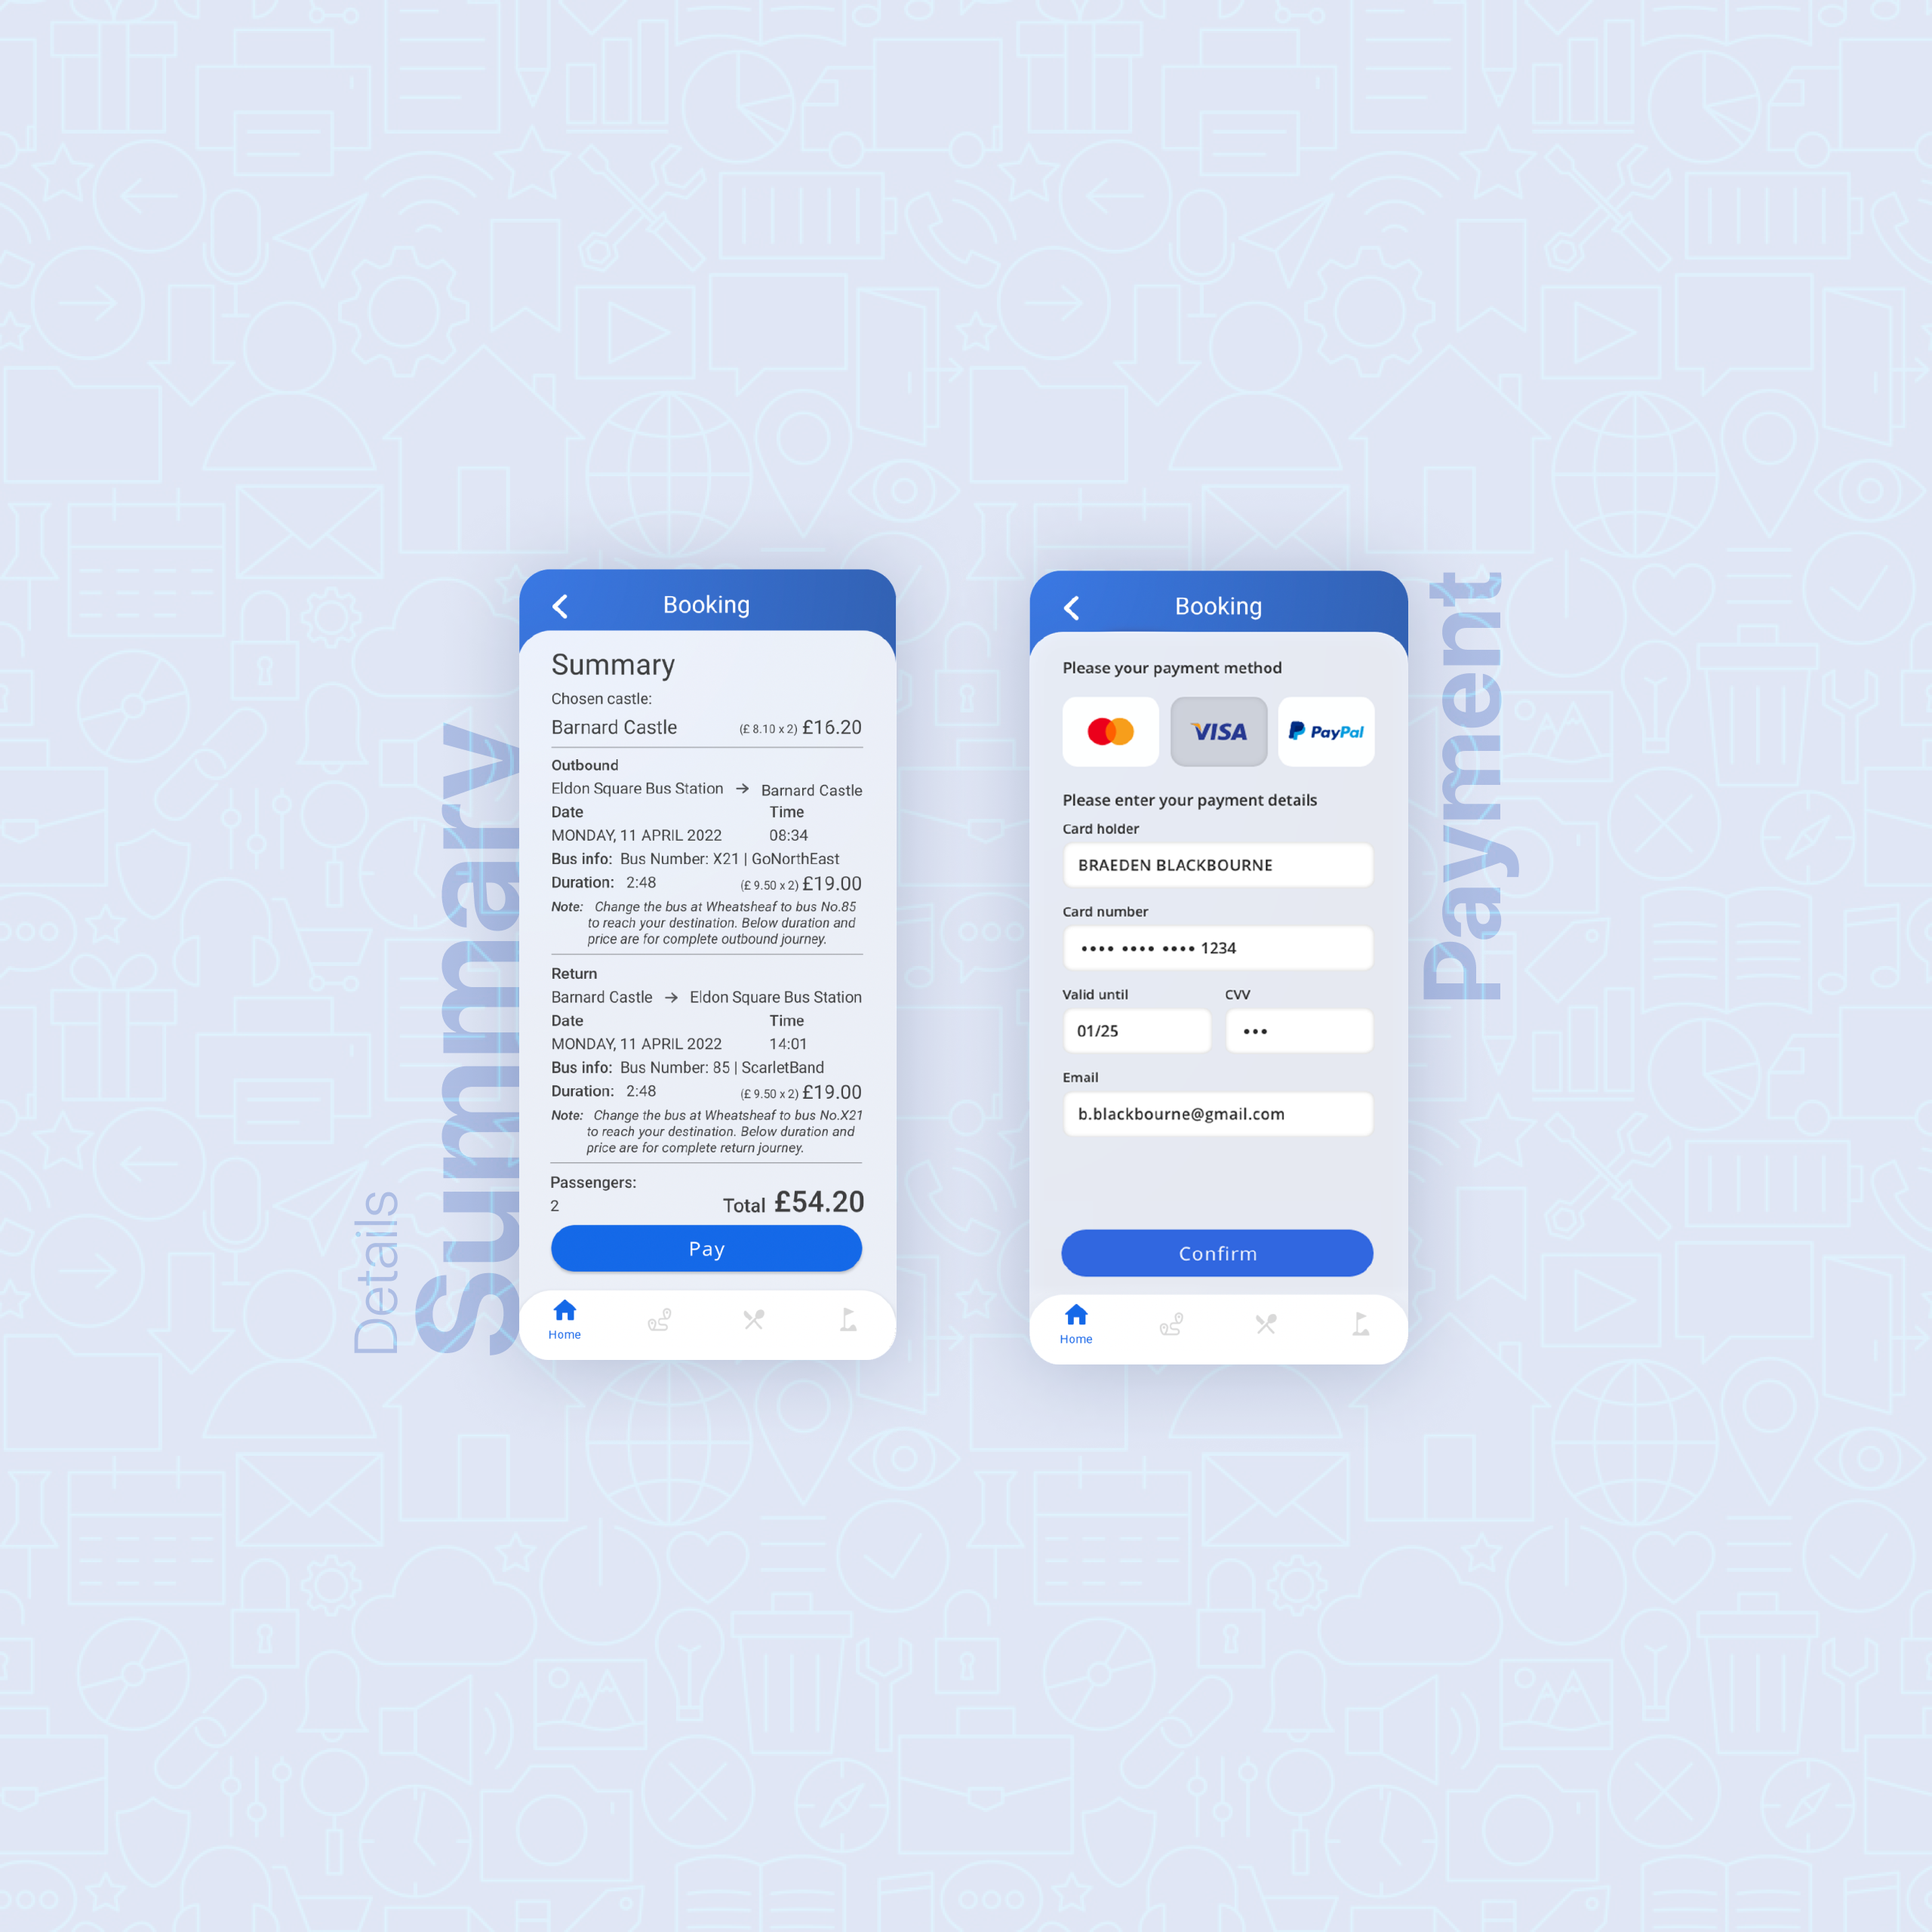 Details
Summary
Booking
Summary
Chosen castle:
Barnard Castle (£ 8.10 x 2) £16.20
Outbound
Eldon Square Bus Station → Barnard Castle
Date Time
MONDAY, 11 APRIL 2022 08:34
Bus info: Bus Number: X21 | GoNorthEast
Duration: 2:48 (£ 9.50 x 2) £19.00
Note: Change the bus at Wheatsheaf to bus No.85
to reach your destination. Below duration and
price are for complete outbound journey.
Return
Barnard Castle → Eldon Square Bus Station
Date Time
MONDAY, 11 APRIL 2022 14:01
Bus info: Bus Number: 85 | ScarletBand
Duration: 2:48 (£ 9.50 x 2) £19.00
Note: Change the bus at Wheatsheaf to bus No.X21
to reach your destination. Below duration and
price are for complete return journey.
Passengers:
2 Total £54.20
Pay
Home
Booking
Please your payment method
VISA PayPal
Please enter your payment details
Card holder
BRAEDEN BLACKBOURNE
Card number
•••• •••• •••• 1234
Valid until CVV
01/25 •••
Email
b.blackbourne@gmail.com
Confirm
Home
Payment